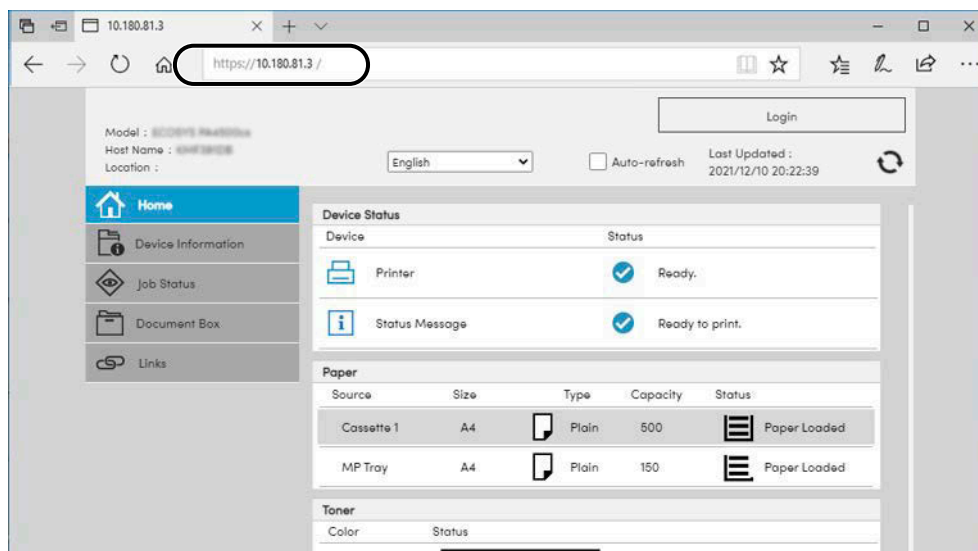 10.180.81.3
https://10.180.81.3 /
Login
Model :
Host Name :
Location :
English
Auto-refresh
Last Updated :
2021/12/10 20:22:39
Home
Device Information
Job Status
Document Box
Links
Device Status
Device Status
Printer Ready.
Status Message Ready to print.
Paper
Source Size Type Capacity Status
Cassette 1 A4 Plain 500 Paper Loaded
MP Tray A4 Plain 150 Paper Loaded
Toner
Color Status